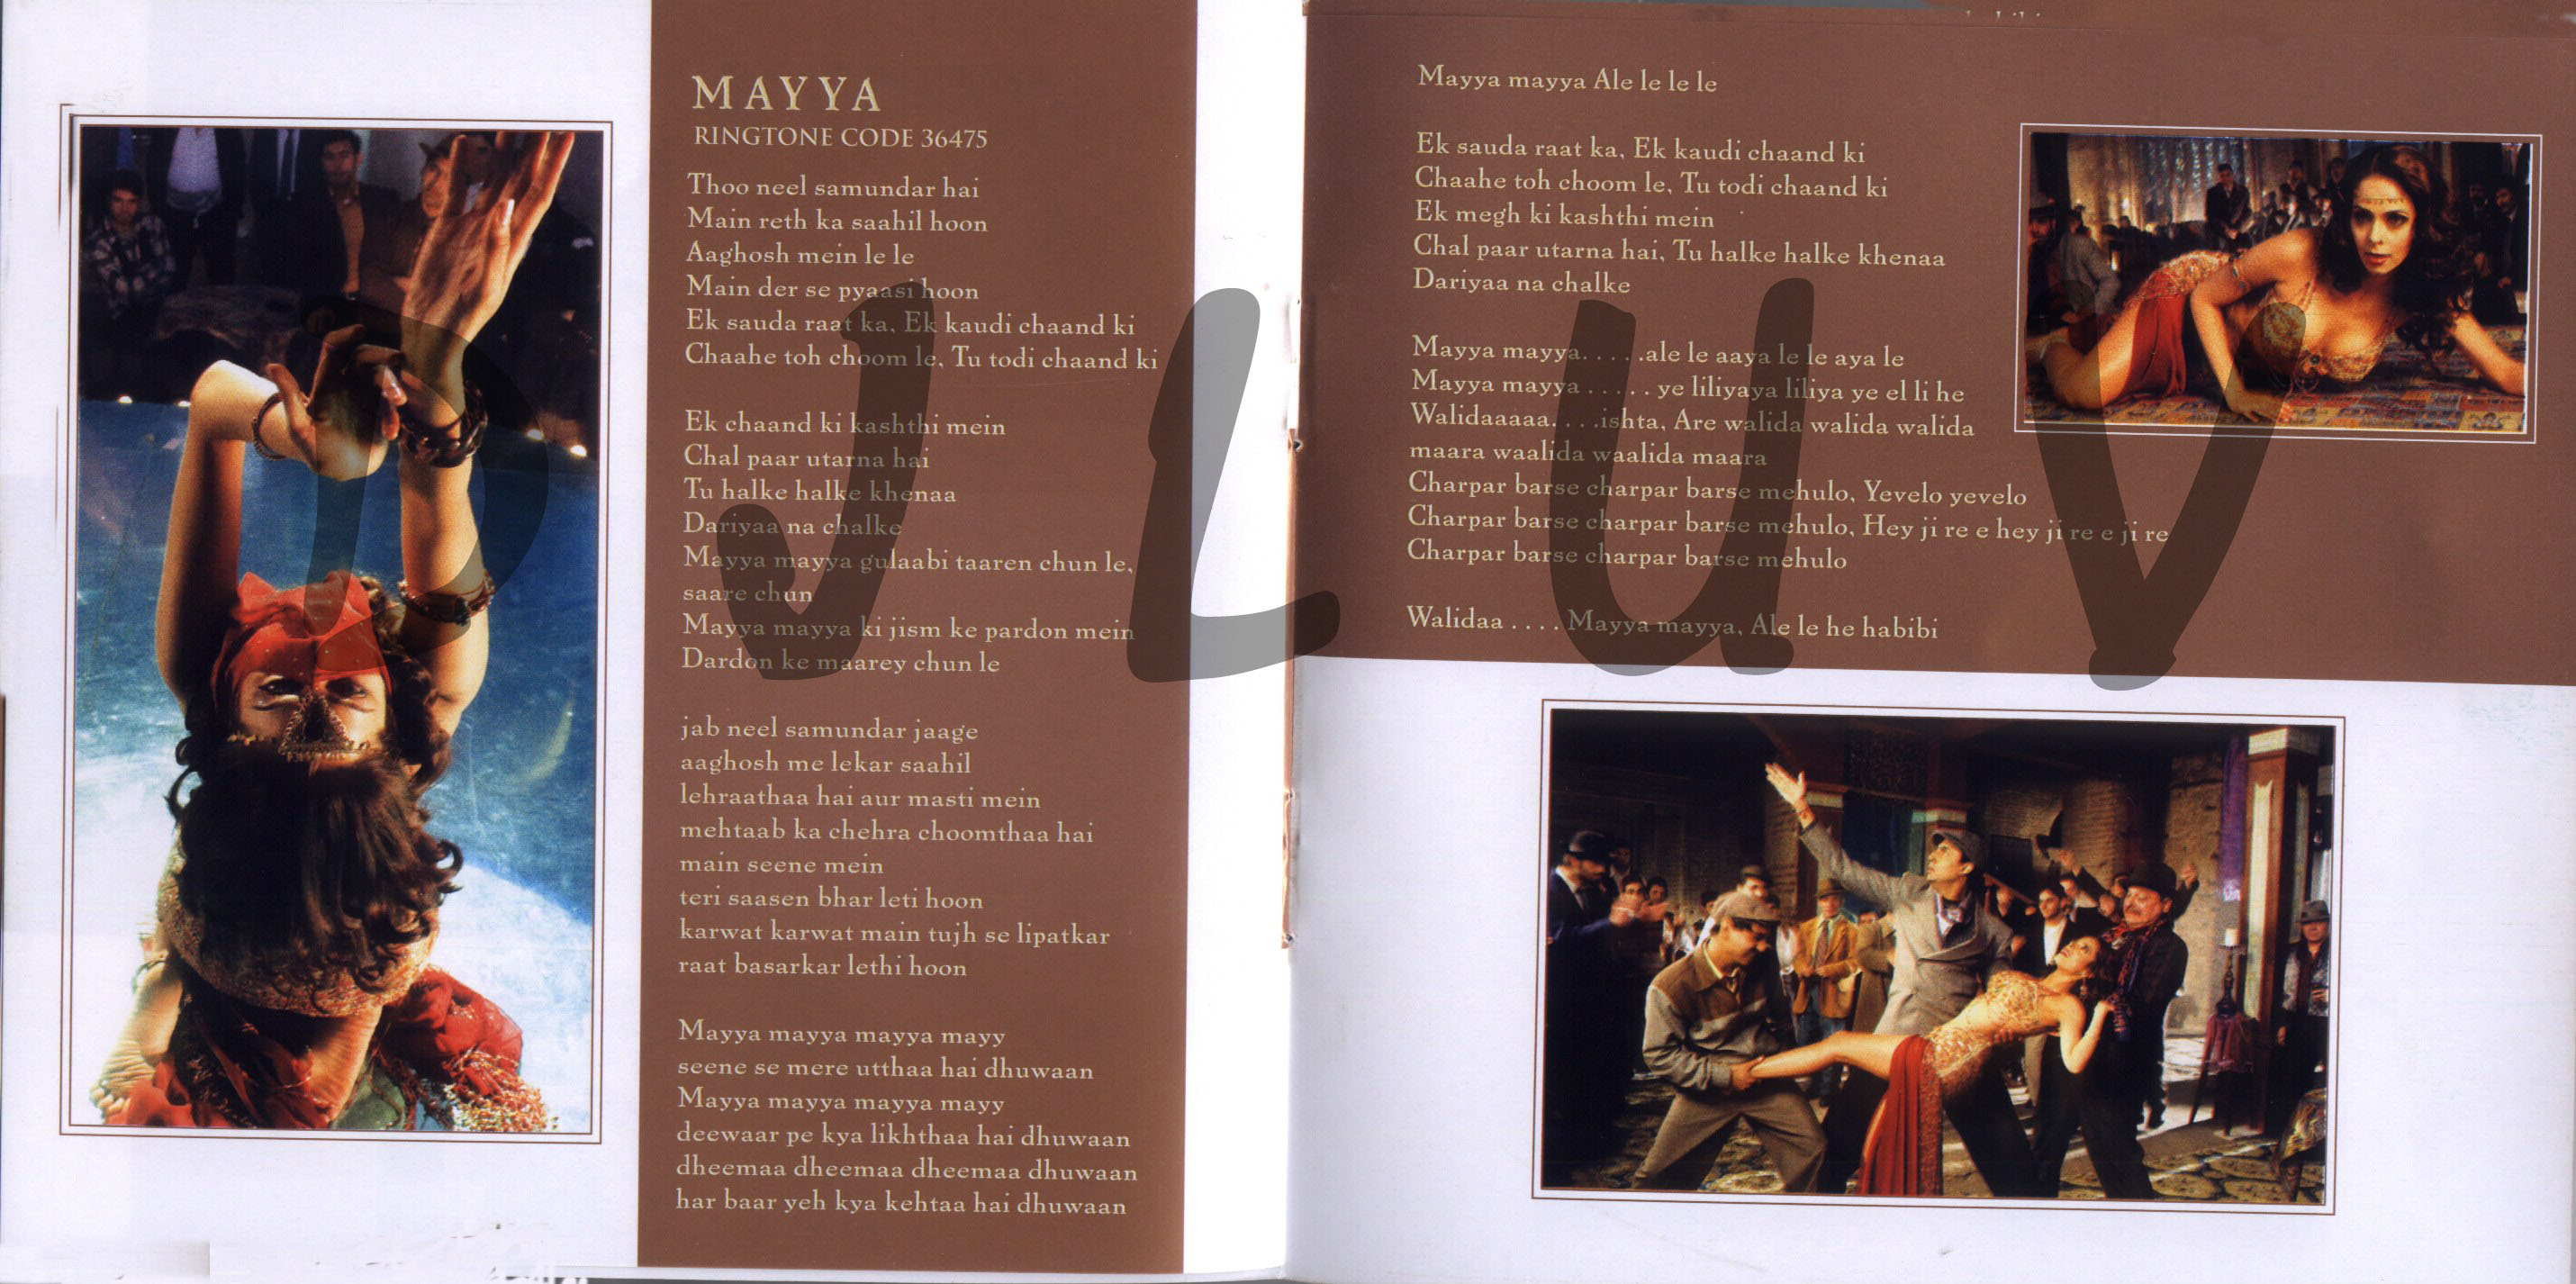 MAYYA
RINGTONE CODE 36475
Thoo neel samundar hai
Main reth ka saahil hoon
Aaghosh mein le le
Main der se pyaasi hoon
Ek sauda raat ka, Ek kaudi chaand ki
Chaahe toh choom le, Tu todi chaand ki
Ek chaand ki kashthi mein
Chal paar utarna hai
Tu halke halke khenaa
Dariyaa na chalke
Mayya mayya gulaabi taaren chun le,
saare chun
Mayya mayya ki jism ke pardon mein
Dardon ke maarey chun le
jab neel samundar jaage
aaghosh me lekar saahil
lehraathaa hai aur masti mein
mehtaab ka chehra choomthaa hai
main seene mein
teri saasen bhar leti hoon
karwat karwat main tujh se lipatkar
raat basarkar lethi hoon
Mayya mayya mayya mayy
seene se mere utthaa hai dhuwaan
Mayya mayya mayya mayy
deewaar pe kya likhthaa hai dhuwaan
dheemaa dheemaa dheemaa dhuwaan
har baar yeh kya kehtaa hai dhuwaan
Mayya mayya Ale le le le
Ek sauda raat ka, Ek kaudi chaand ki
Chaahe toh choom le, Tu todi chaand ki
Ek megh ki kashthi mein
Chal paar utarna hai, Tu halke halke khenaa
Dariyaa na chalke
Mayya mayya. . . . .ale le aaya le le aya le
Mayya mayya . . . . . ye liliyaya liliya ye el li he
Walidaaaaa. . . .ishta, Are walida walida walida
maara waalida waalida maara
Charpar barse charpar barse mehulo, Yevelo yevelo
Charpar barse charpar barse mehulo, Hey ji re e hey ji re e ji re
Charpar barse charpar barse mehulo
Walidaa . . . . Mayya mayya, Ale le he habibi
DJLUV